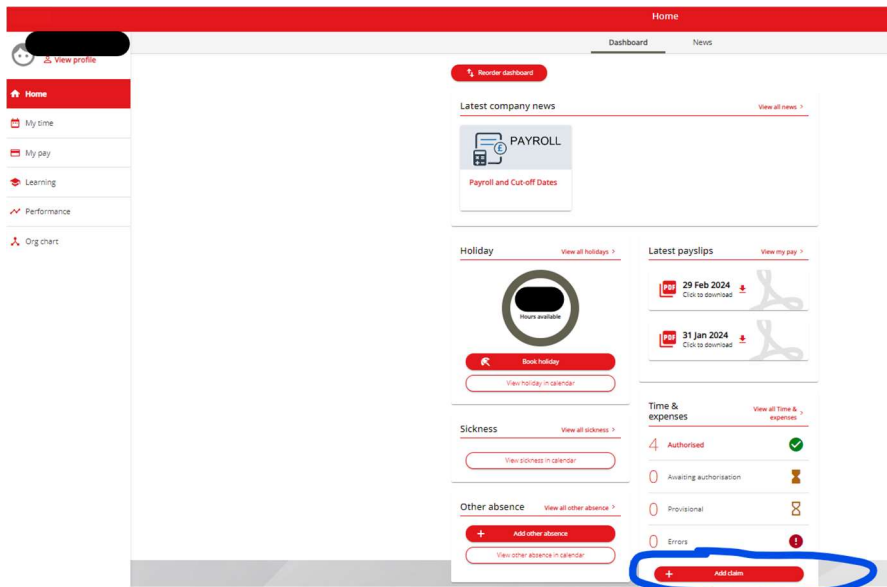 Home
Dashboard
News
View profile
Home
My time
My pay
Learning
Performance
Org chart
Reorder dashboard
Latest company news
View all news >
PAYROLL
Payroll and Cut-off Dates
Holiday
View all holidays >
Hours available
Book holiday
View holiday in calendar
Sickness
View all sickness >
View sickness in calendar
Other absence
View all other absence >
+ Add other absence
View other absence in calendar
Latest payslips
View my pay >
PDF
29 Feb 2024
Click to download
PDF
31 Jan 2024
Click to download
Time &
expenses
View all Time &
expenses >
4 Authorised
0 Awaiting authorisation
0 Provisional
0 Errors
+ Add claim